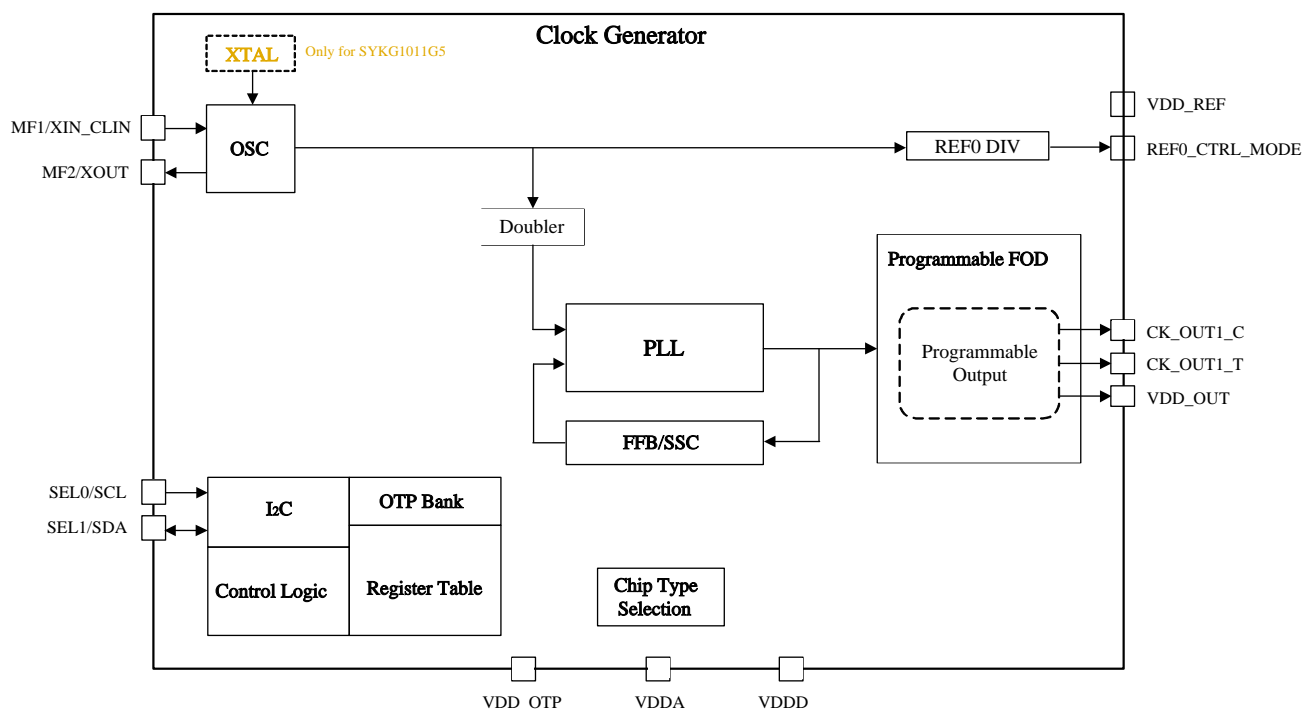 Clock Generator
XTAL
Only for SYKG1011G5
MF1/XIN_CLIN
OSC
MF2/XOUT
VDD_REF
REF0 DIV
REF0_CTRL_MODE
Doubler
Programmable FOD
PLL
Programmable
Output
CK_OUT1_C
CK_OUT1_T
VDD_OUT
FFB/SSC
SEL0/SCL
SEL1/SDA
I2C
OTP Bank
Control Logic
Register Table
Chip Type
Selection
VDD_OTP
VDDA
VDDD